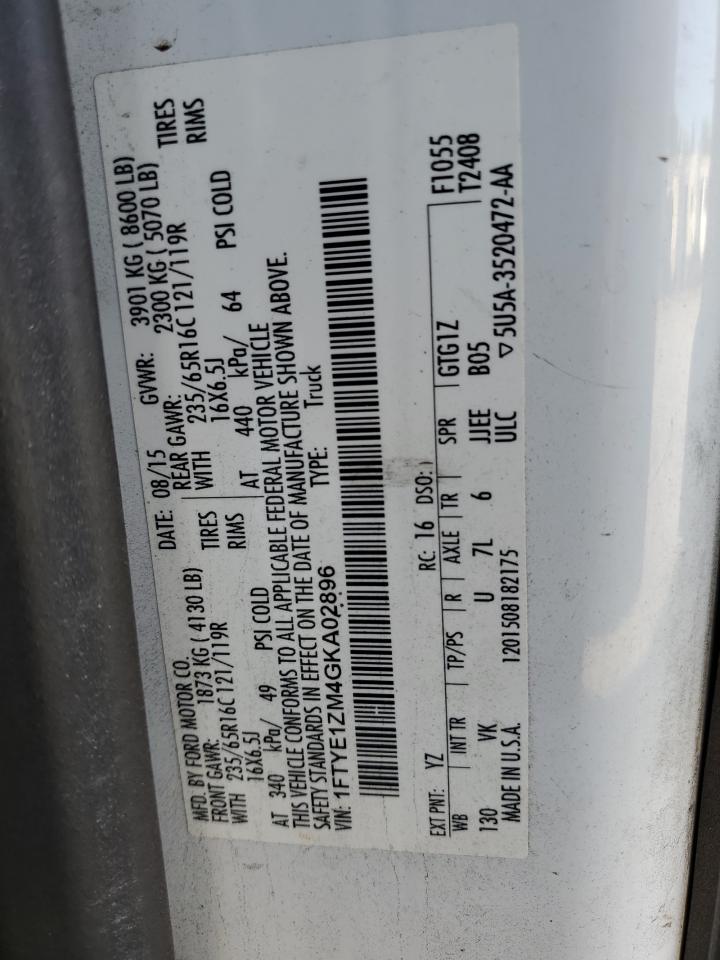 MFD. BY FORD MOTOR CO. DATE: 08/15 GVWR: 3901 KG ( 8600 LB)
FRONT GAWR: 1873 KG ( 4130 LB) REAR GAWR: 2300 KG ( 5070 LB)
WITH 235/65R16C 121/119R TIRES WITH 235/65R16C 121/119R TIRES
16X6.5J RIMS 16X6.5J RIMS
AT 340 kPa/ 49 PSI COLD AT 440 kPa/ 64 PSI COLD
THIS VEHICLE CONFORMS TO ALL APPLICABLE FEDERAL MOTOR VEHICLE
SAFETY STANDARDS IN EFFECT ON THE DATE OF MANUFACTURE SHOWN ABOVE.
VIN: 1FTYE1ZM4GKA02896 TYPE: Truck
EXT PNT: YZ RC: 16 DSO: F1055
WB INT TR TP/PS R AXLE TR SPR GTG1Z T2408
130 VK U 7L 6 JJEE B05
MADE IN U.S.A. 1201508182175 ULC ▽ 5U5A-3520472-AA